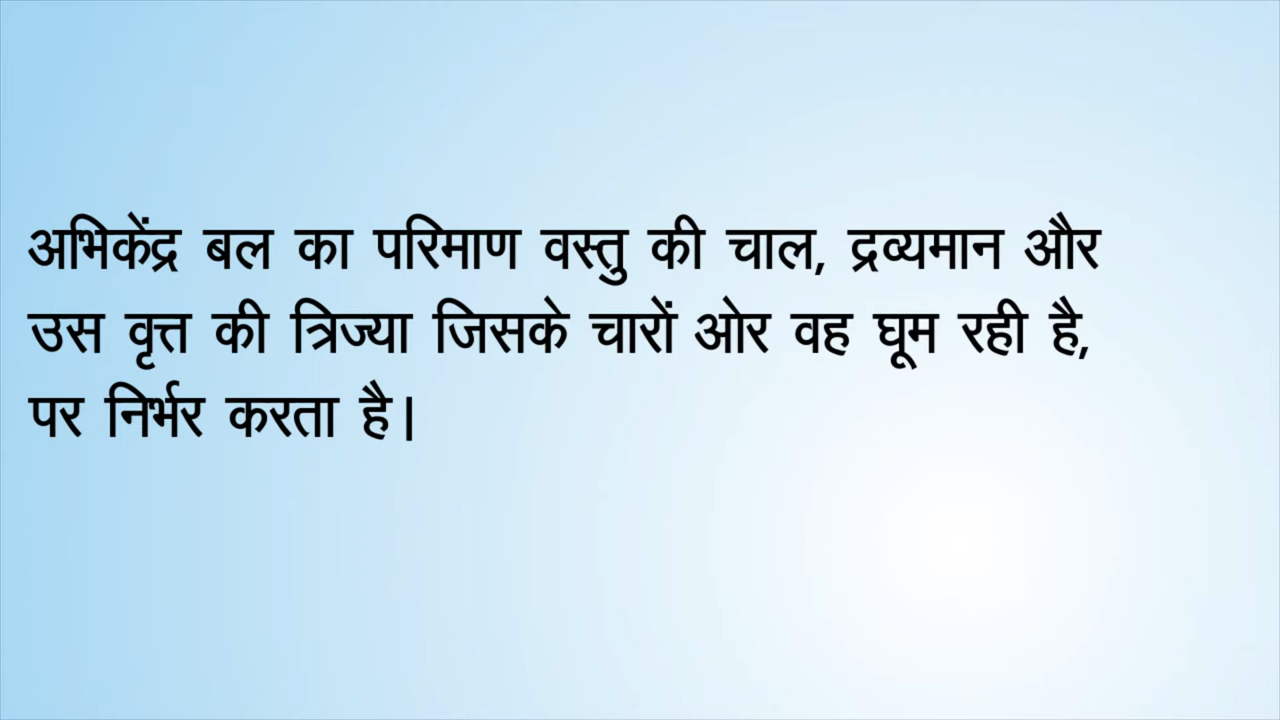 अभिकेंद्र बल का परिमाण वस्तु की चाल, द्रव्यमान और
उस वृत्त की त्रिज्या जिसके चारों ओर वह घूम रही है,
पर निर्भर करता है।